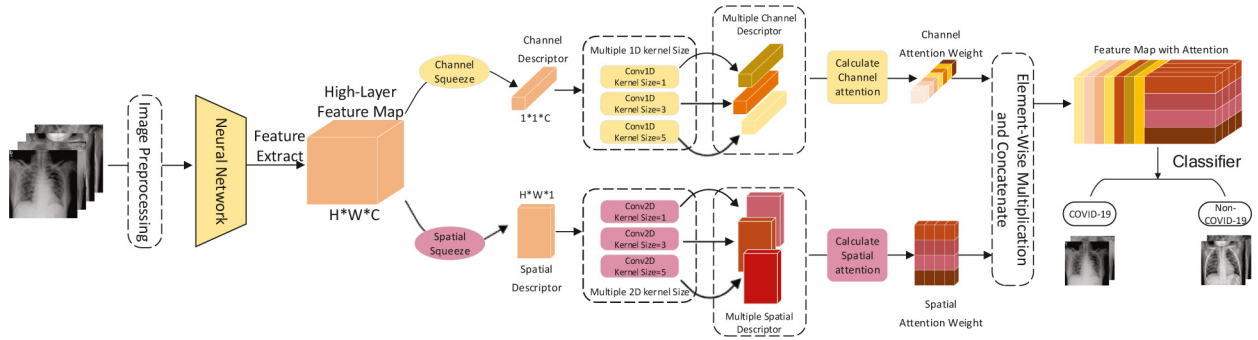 Image Preprocessing
Neural Network
Feature
Extract
High-Layer
Feature Map
H*W*C
Channel
Squeeze
Channel
Descriptor
1*1*C
Multiple 1D kernel Size
Conv1D
Kernel Size=1
Conv1D
Kernel Size=3
Conv1D
Kernel Size=5
Multiple Channel
Descriptor
Calculate
Channel
attention
Channel
Attention Weight
Spatial
Squeeze
H*W*1
Spatial
Descriptor
Conv2D
Kernel Size=1
Conv2D
Kernel Size=3
Conv2D
Kernel Size=5
Multiple 2D kernel Size
Multiple Spatial
Descriptor
Calculate
Spatial
attention
Spatial
Attention Weight
Element-Wise Multiplication
and Concatenate
Feature Map with Attention
Classifier
COVID-19
Non-
COVID-19